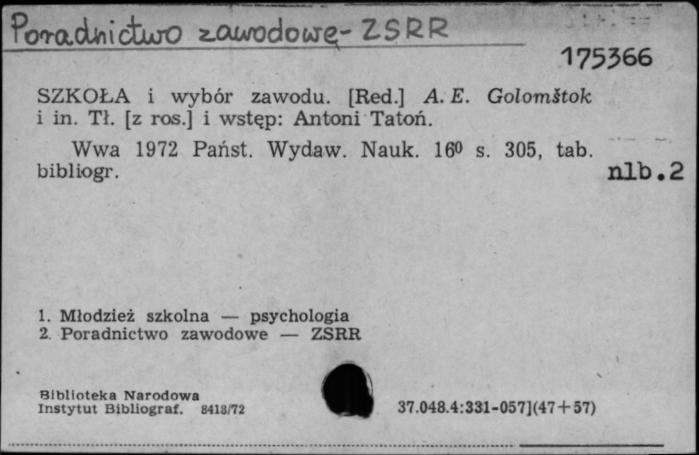 Poradnictwo zawodowe - ZSRR
175366
SZKOŁA i wybór zawodu. [Red.] A. E. Golomštok
i in. Tł. [z ros.] i wstęp: Antoni Tatoń.
Wwa 1972 Państ. Wydaw. Nauk. 16⁰ s. 305, tab.
bibliogr.
nlb.2
1. Młodzież szkolna — psychologia
2. Poradnictwo zawodowe — ZSRR
Biblioteka Narodowa
Instytut Bibliograf. 8418/72
37.048.4:331-057](47+57)